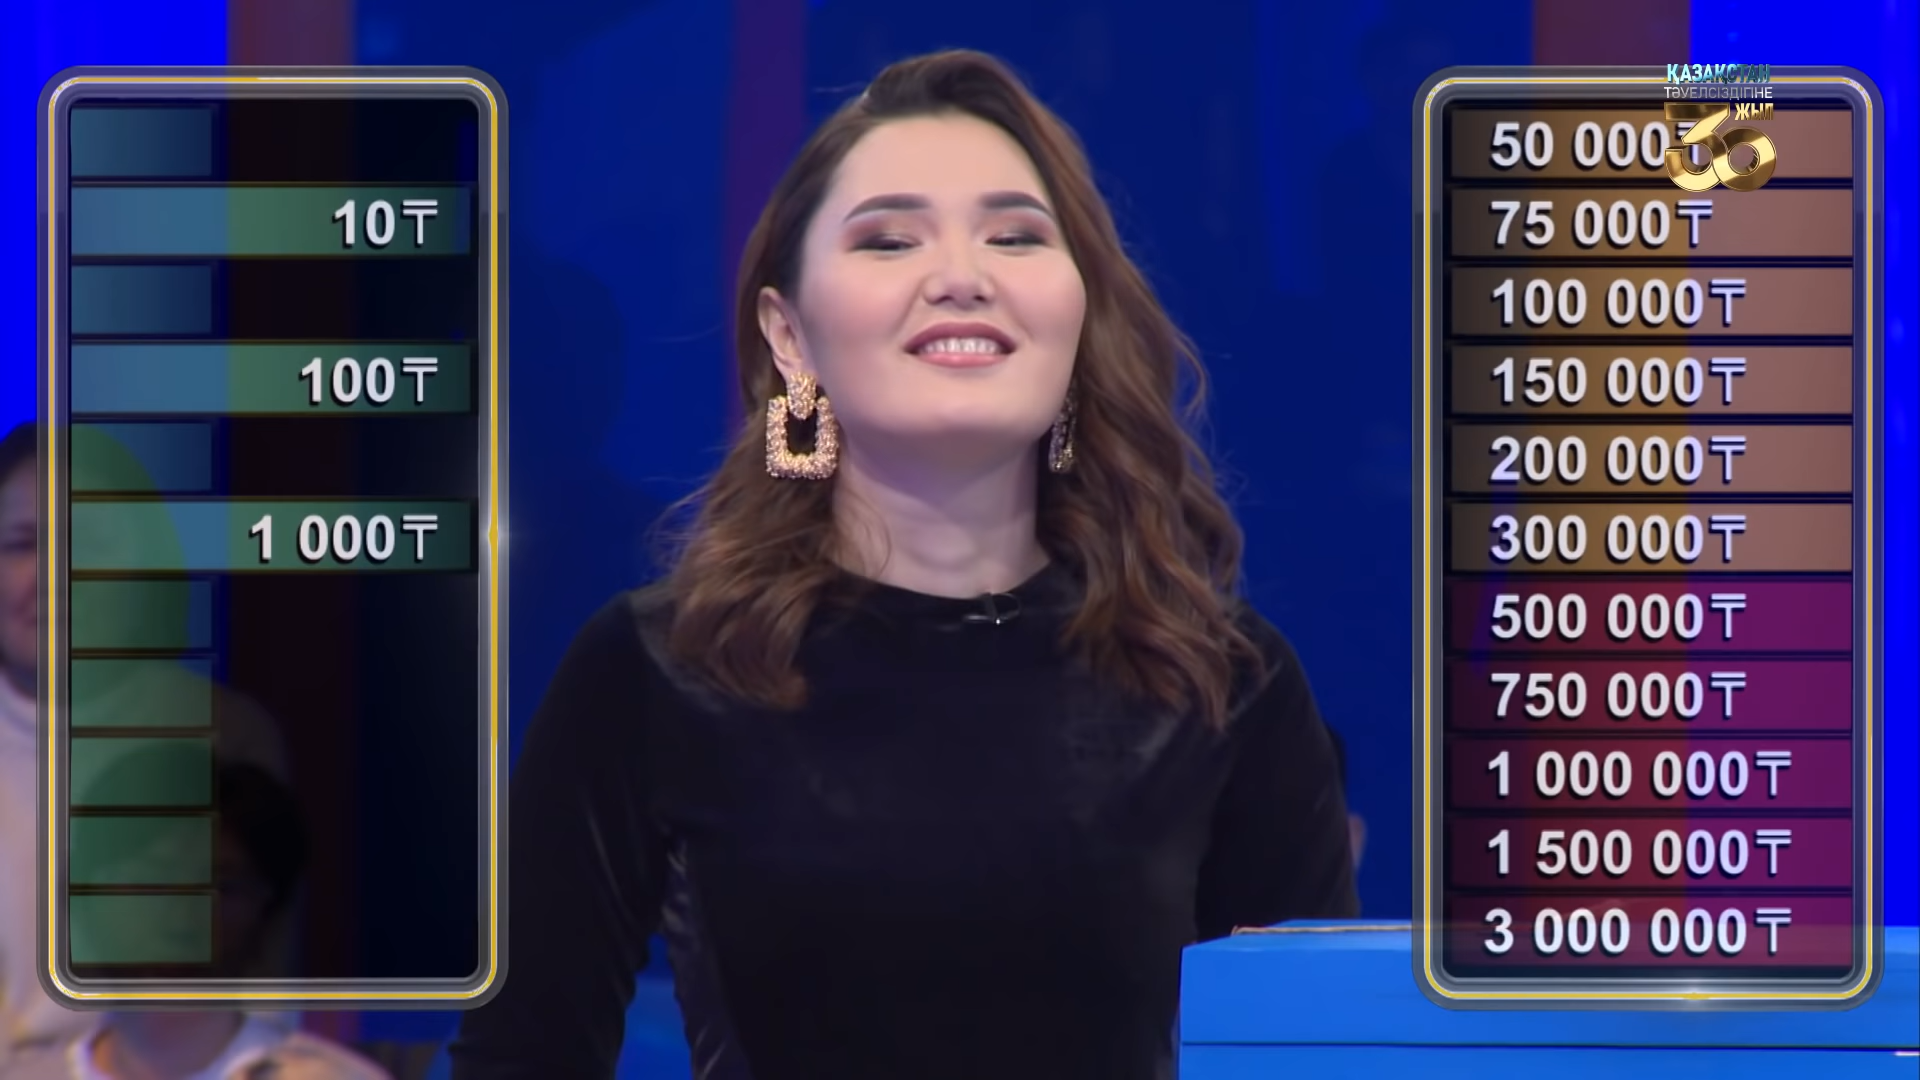 10₸
100₸
1 000₸
ҚАЗАҚСТАН
ТӘУЕЛСІЗДІГІНЕ
30 ЖЫЛ
50 000₸
75 000₸
100 000₸
150 000₸
200 000₸
300 000₸
500 000₸
750 000₸
1 000 000₸
1 500 000₸
3 000 000₸